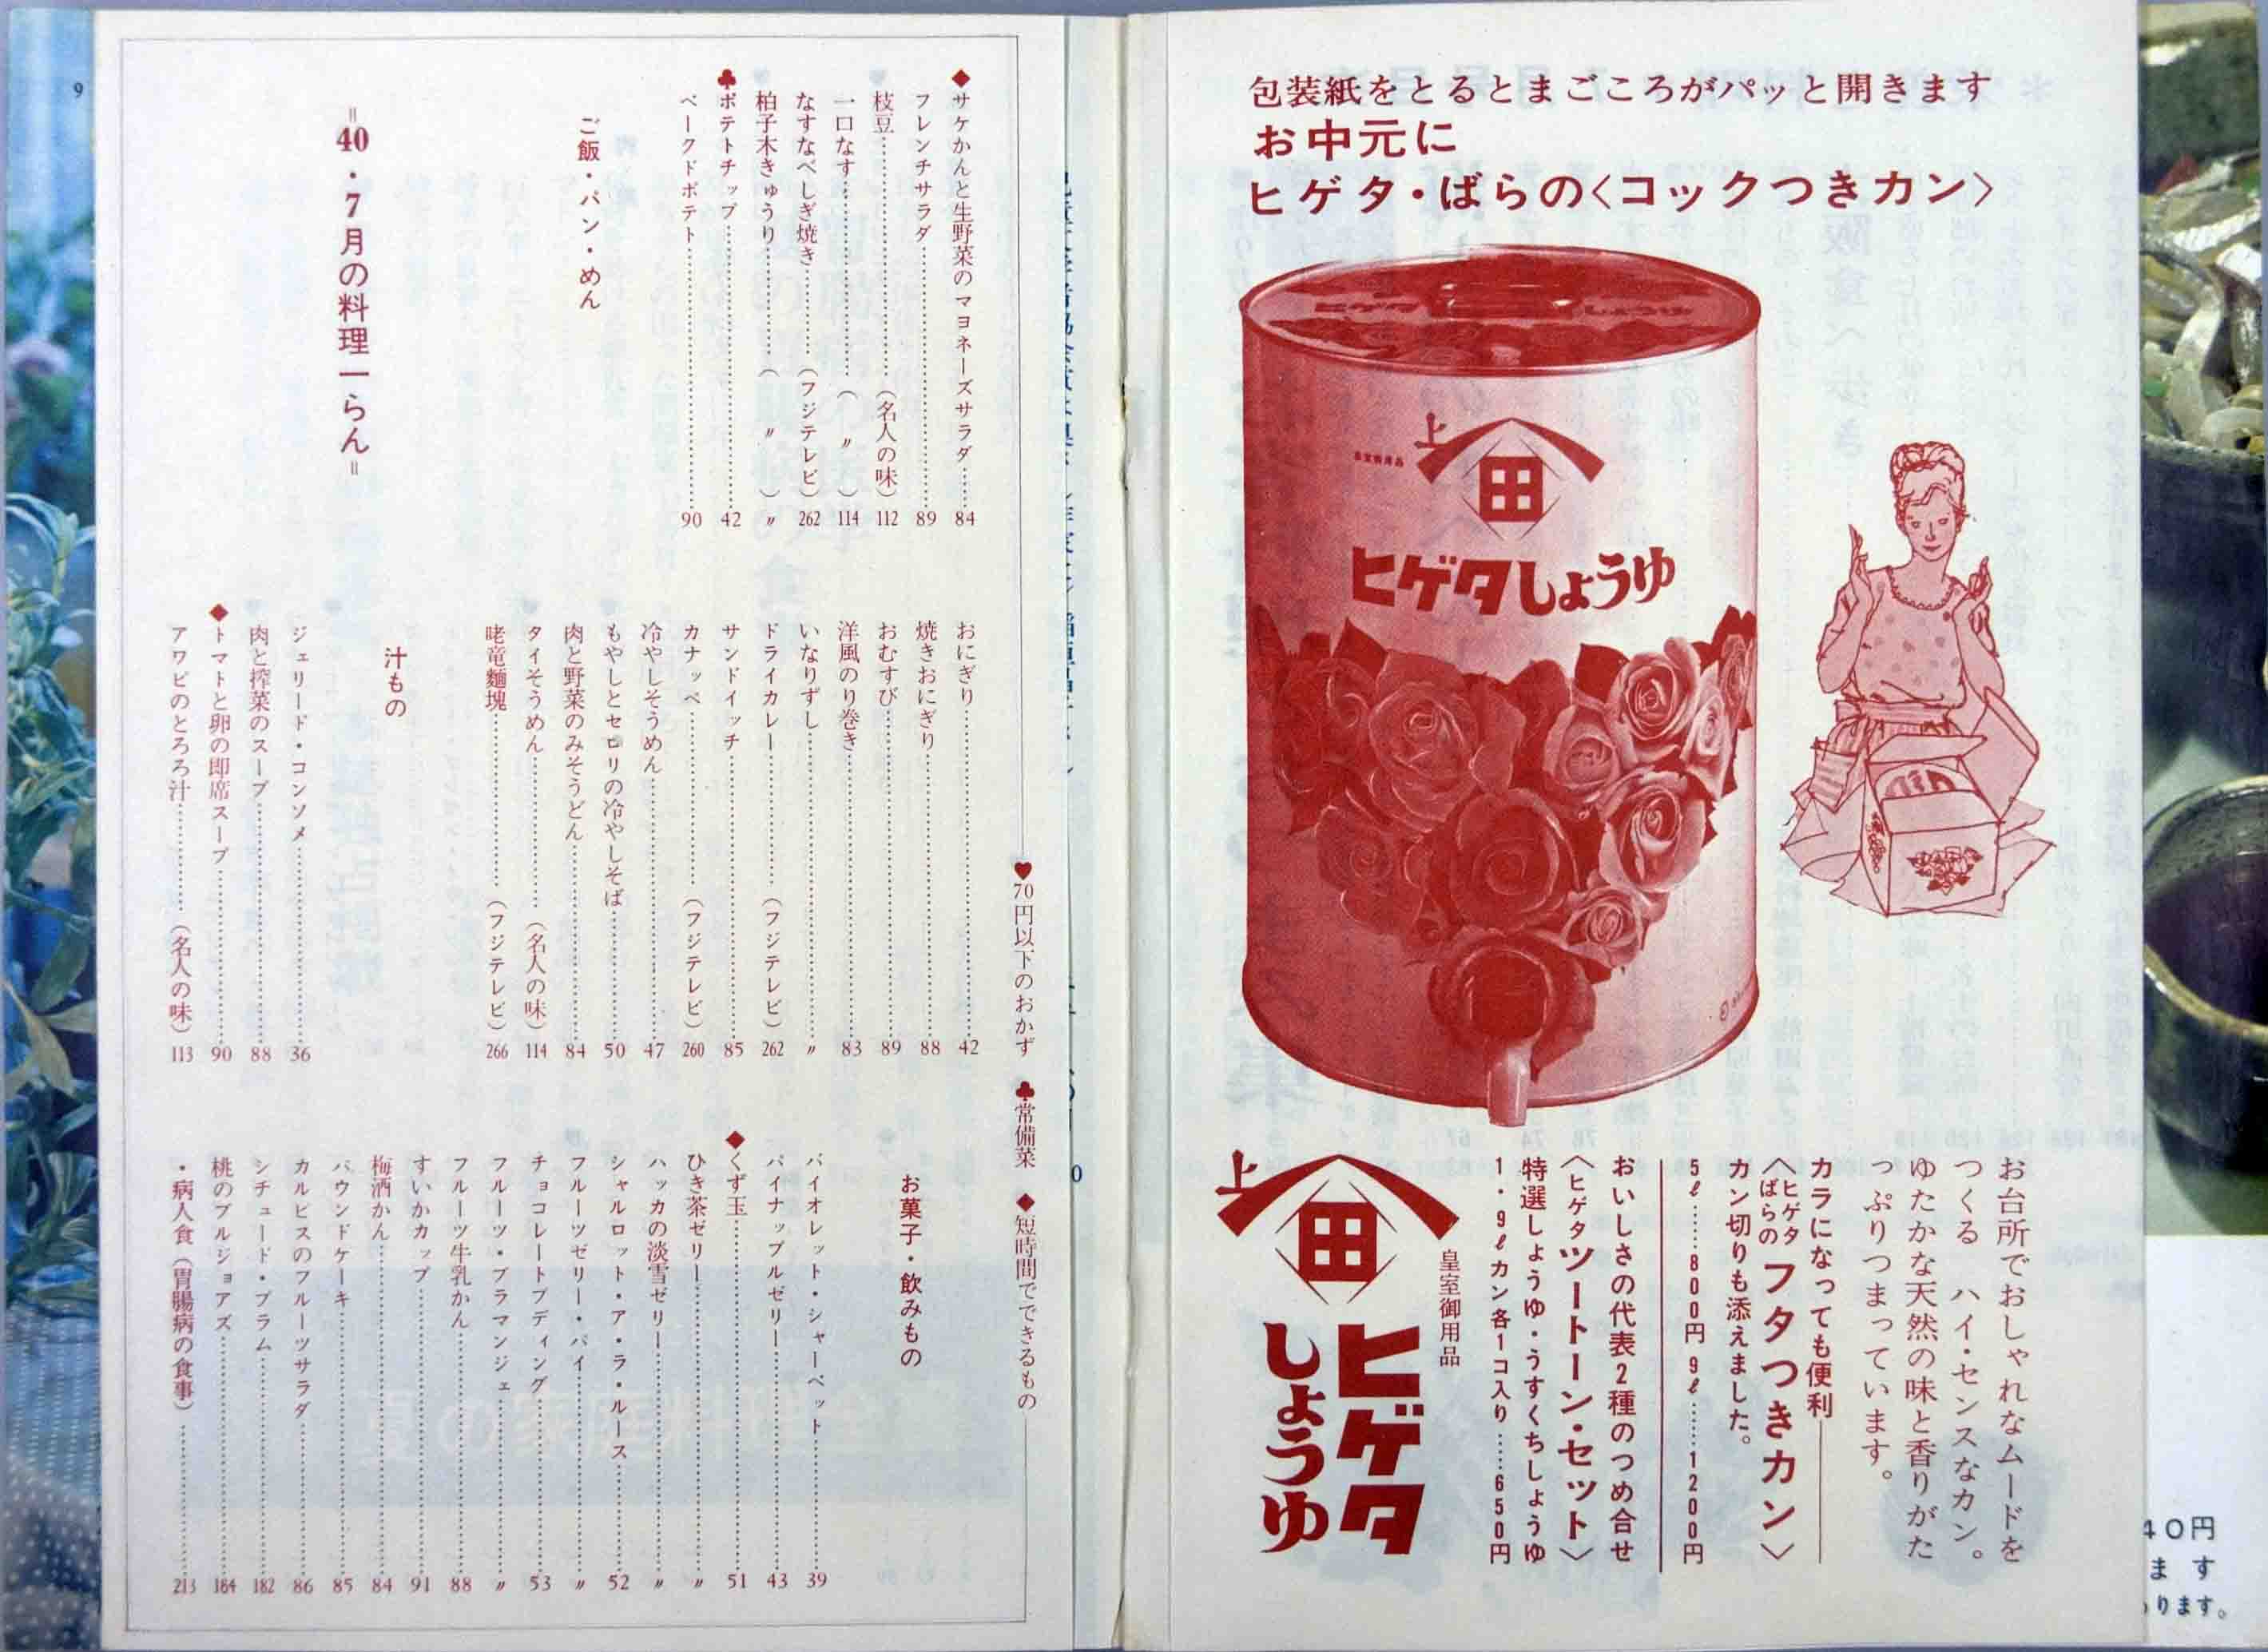 包装紙をとるとまごころがパッと開きます
お中元に
ヒゲタ・ばらの〈コックつきカン〉
上
田
皇室御用品
ヒゲタしょうゆ
お台所でおしゃれなムードを
つくる ハイ・センスなカン。
ゆたかな天然の味と香りがた
っぷりつまっています。
カラになっても便利
〈ヒゲタばらの フタつきカン〉
カン切りも添えました。
5ℓ……800円 9ℓ……1200円
おいしさの代表2種のつめ合せ
〈ヒゲタツートーン・セット〉
特選しょうゆ・うすくちしょうゆ
1・9ℓカン各1コ入り……650円
皇室御用品
上
田
ヒゲタ
しょうゆ
♥70円以下のおかず ♣常備菜 ◆短時間でできるもの
◆サケかんと生野菜のマヨネーズサラダ……84
フレンチサラダ……89
枝豆……(名人の味)112
一口なす……(〃)114
なすなべしぎ焼き……(フジテレビ)262
柏子木きゅうり……(〃)〃
♣ポテトチップ……42
ベークドポテト……90
ご飯・パン・めん
=40・7月の料理一らん=
おにぎり……42
焼きおにぎり……88
おむすび……89
洋風のり巻き……83
いなりずし……〃
ドライカレー……(フジテレビ)262
サンドイッチ……85
カナッペ……(フジテレビ)260
冷やしそうめん……47
もやしとセロリの冷やしそば……50
肉と野菜のみそうどん……84
タイそうめん……(名人の味)114
咾竜麵塊……(フジテレビ)266
汁もの
ジェリード・コンソメ……36
肉と搾菜のスープ……88
◆トマトと卵の即席スープ……90
アワビのとろろ汁……(名人の味)113
お菓子・飲みもの
バイオレット・シャーベット……39
パイナップルゼリー……43
◆くず玉……51
ひき茶ゼリー……〃
ハッカの淡雪ゼリー……〃
シャルロット・ア・ラ・ルース……52
フルーツゼリー・パイ……〃
チョコレートプディング……53
フルーツ・ブラマンジェ……〃
フルーツ牛乳かん……88
すいかカップ……91
梅酒かん……84
パウンドケーキ……85
カルピスのフルーツサラダ……86
シチュード・プラム……182
桃のブルジョアズ……184
・病人食(胃腸病の食事)……213
9
40円
ます
ります。